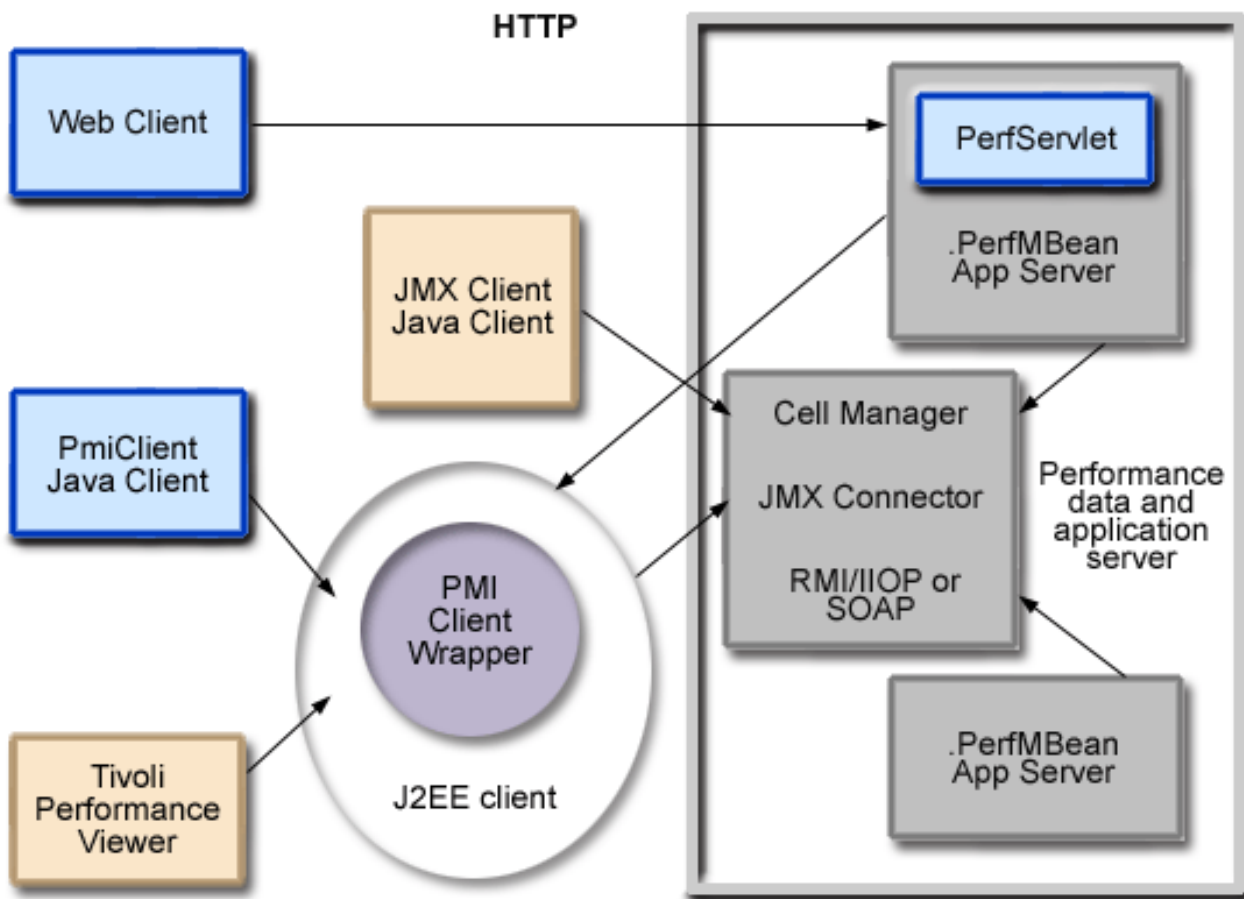 HTTP
Web Client
PerfServlet
.PerfMBean
App Server
JMX Client
Java Client
Cell Manager
JMX Connector
RMI/IIOP or
SOAP
Performance
data and
application
server
PmiClient
Java Client
PMI
Client
Wrapper
J2EE client
Tivoli
Performance
Viewer
.PerfMBean
App Server